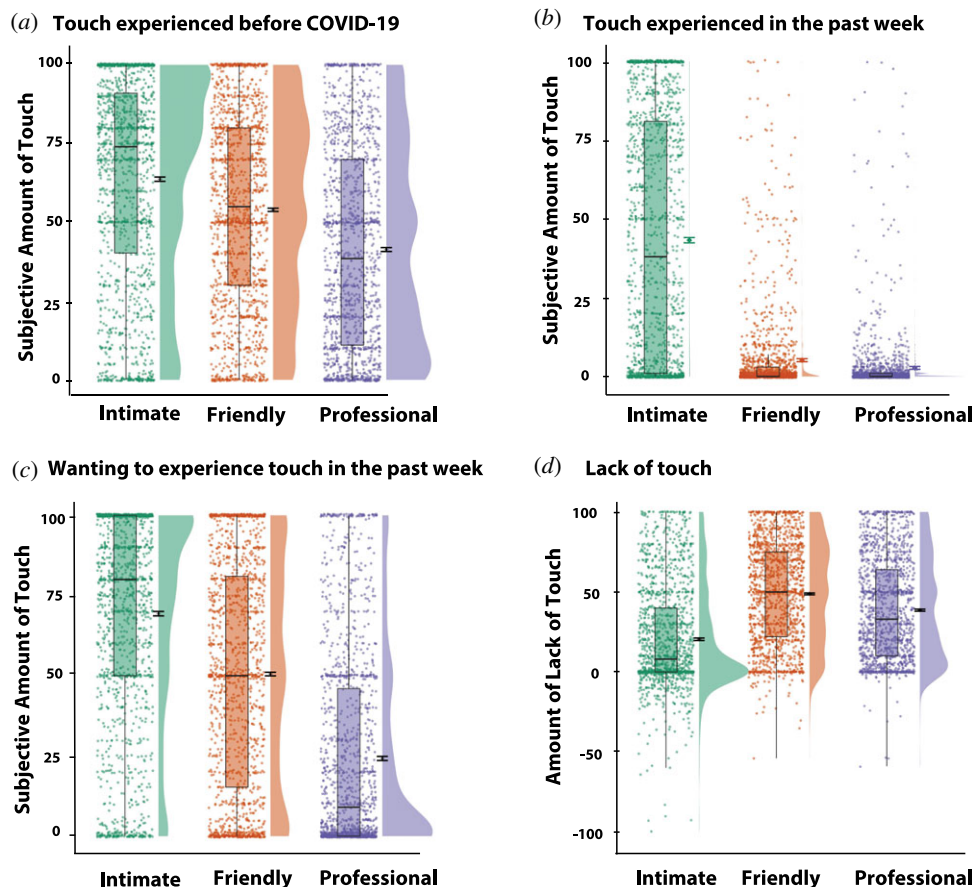 (a) Touch experienced before COVID-19
Subjective Amount of Touch
100
75
50
25
0
Intimate Friendly Professional
(b) Touch experienced in the past week
Subjective Amount of Touch
100
75
50
25
0
Intimate Friendly Professional
(c) Wanting to experience touch in the past week
Subjective Amount of Touch
100
75
50
25
0
Intimate Friendly Professional
(d) Lack of touch
Amount of Lack of Touch
100
50
0
-50
-100
Intimate Friendly Professional